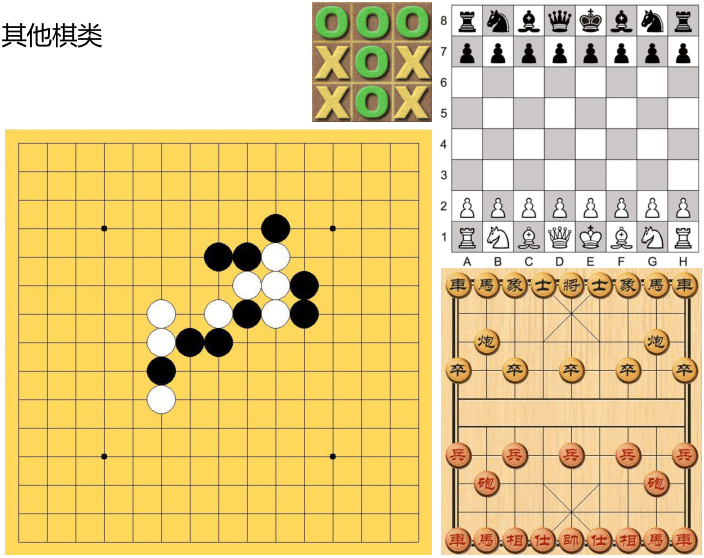 其他棋类
O O O
X O X
X O X
8
7
6
5
4
3
2
1
A B C D E F G H
車 馬 象 士 將 士 象 馬 車
炮 炮
卒 卒 卒 卒 卒
兵 兵 兵 兵 兵
砲 砲
車 馬 相 仕 帥 仕 相 馬 車